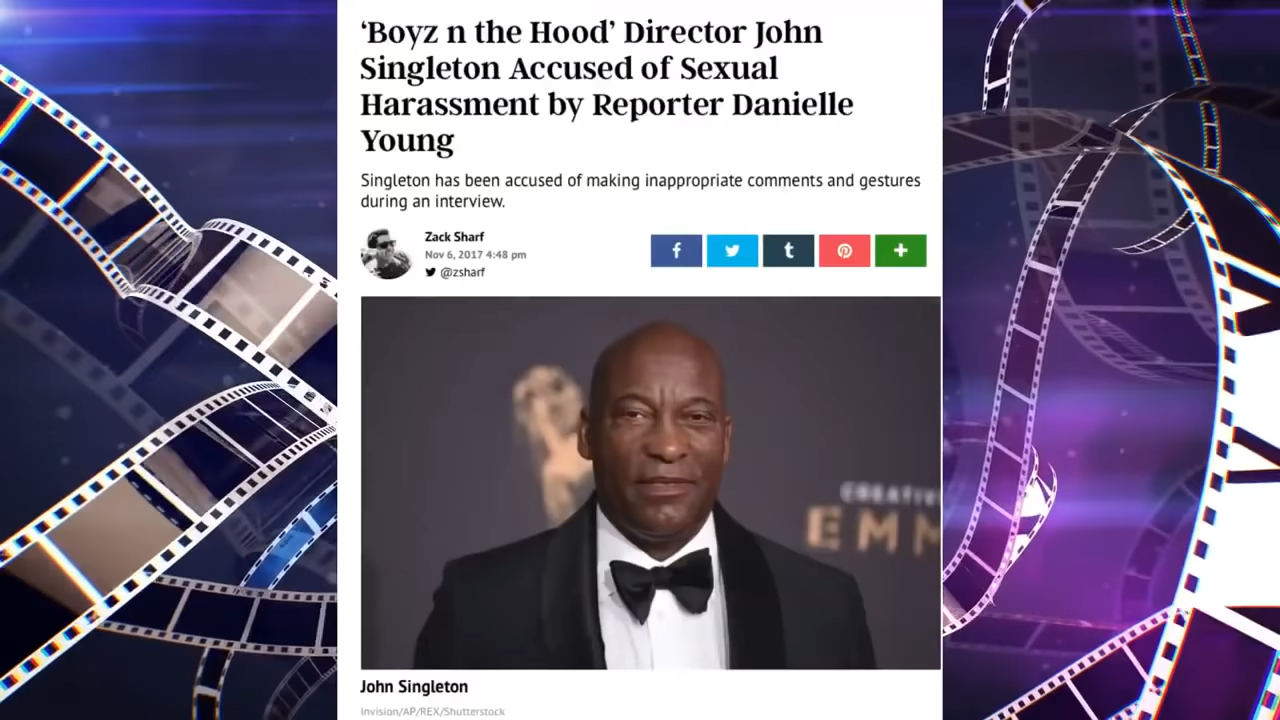 ‘Boyz n the Hood’ Director John
Singleton Accused of Sexual
Harassment by Reporter Danielle
Young
Singleton has been accused of making inappropriate comments and gestures
during an interview.
Zack Sharf
Nov 6, 2017 4:48 pm
@zsharf
CREATIV
EMM
John Singleton
Invision/AP/REX/Shutterstock